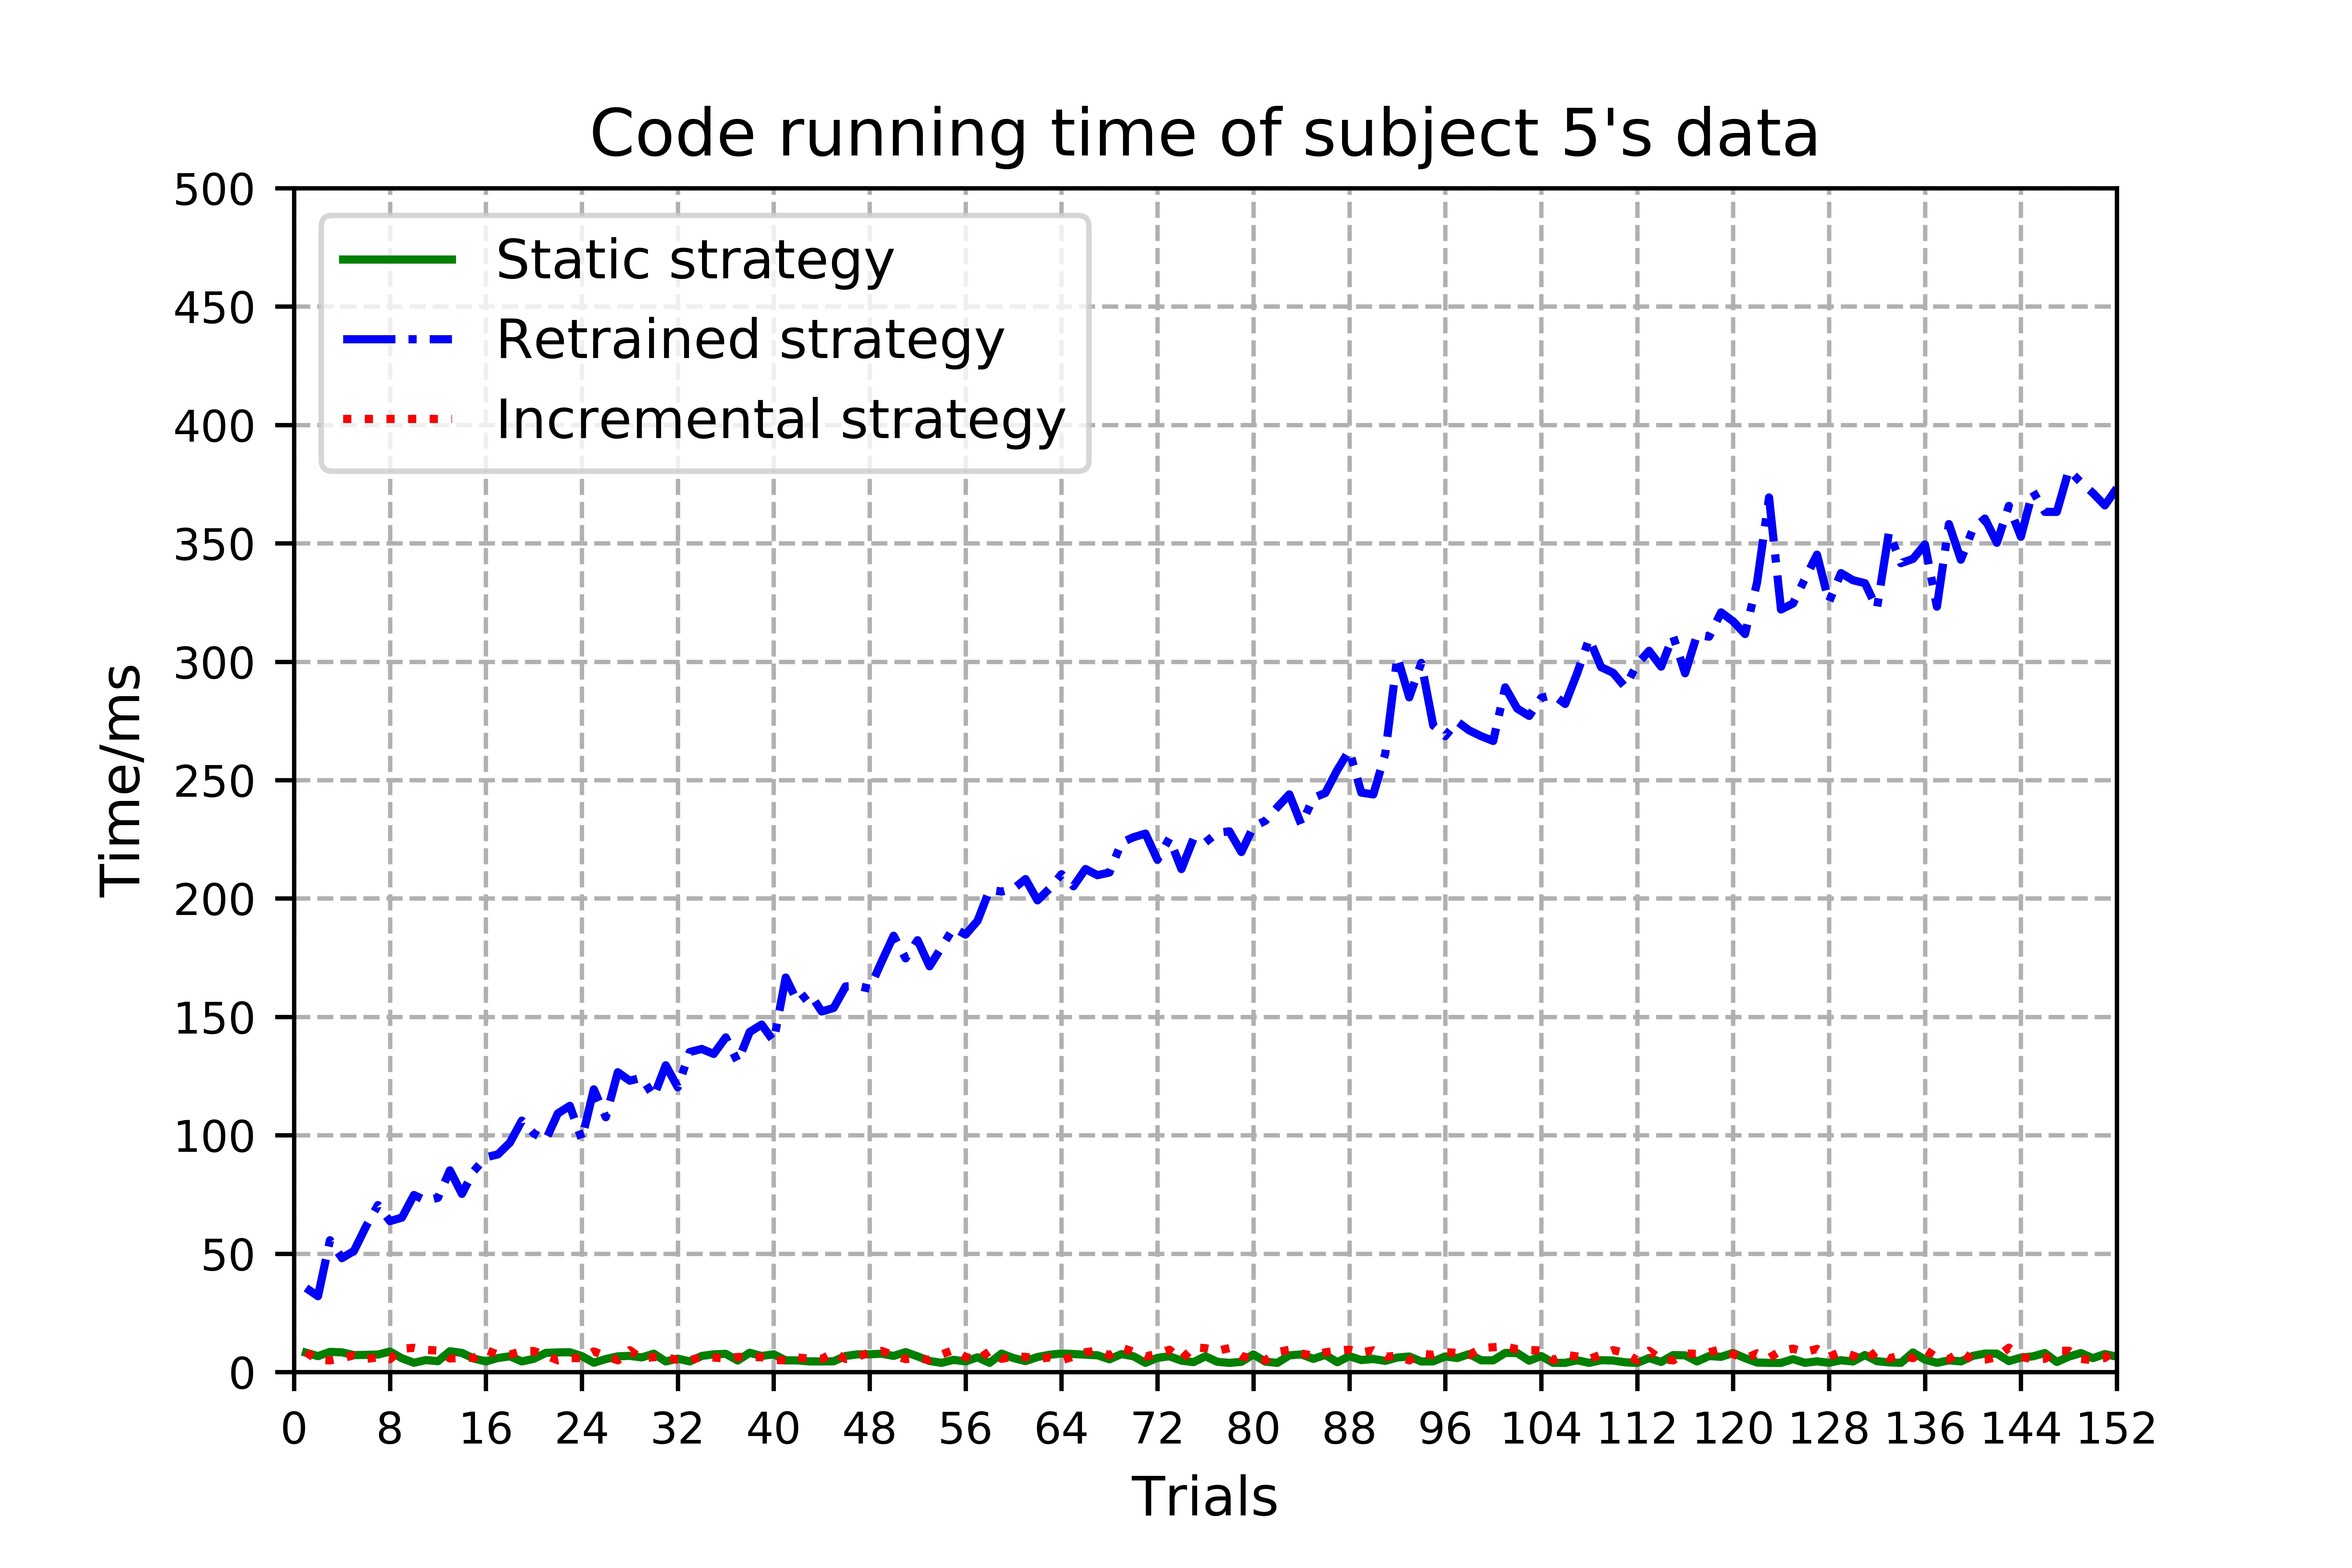 Code running time of subject 5's data
500
450
400
350
300
250
200
150
100
50
0
Time/ms
Static strategy
Retrained strategy
Incremental strategy
0 8 16 24 32 40 48 56 64 72 80 88 96 104 112 120 128 136 144 152
Trials